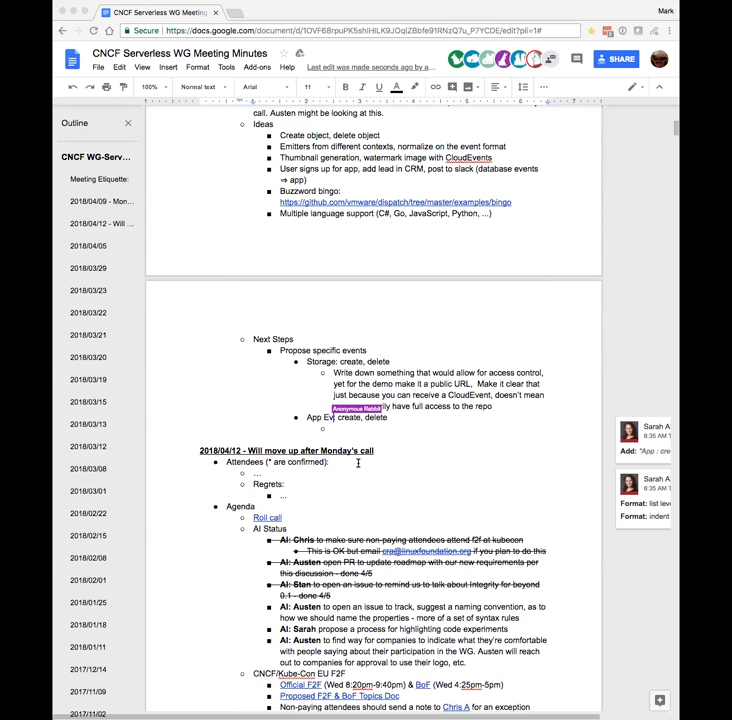 CNCF Serverless WG Meeting Mi ×
Mark
Secure https://docs.google.com/document/d/1OVF68rpuPK5shIHlLK9JOqlZBbfe91RNzQ7u_P7YCDE/edit?pli=1#
CNCF Serverless WG Meeting Minutes
File Edit View Insert Format Tools Add-ons Help Last edit was made seconds ago by a...
SHARE
100% Normal text Arial 11
1 1 2 3 4 5 6 7
Outline
CNCF WG-Serv...
Meeting Etiquette:
2018/04/09 - Mon...
2018/04/12 - Will ...
2018/04/05
2018/03/29
2018/03/23
2018/03/22
2018/03/21
2018/03/20
2018/03/19
2018/03/15
2018/03/13
2018/03/12
2018/03/08
2018/03/01
2018/02/22
2018/02/15
2018/02/08
2018/02/01
2018/01/25
2018/01/18
2018/01/11
2017/12/14
2017/11/09
2017/11/02
call. Austen might be looking at this.
Ideas
Create object, delete object
Emitters from different contexts, normalize on the event format
Thumbnail generation, watermark image with CloudEvents
User signs up for app, add lead in CRM, post to slack (database events
⇒ app)
Buzzword bingo:
https://github.com/vmware/dispatch/tree/master/examples/bingo
Multiple language support (C#, Go, JavaScript, Python, ...)
Next Steps
Propose specific events
Storage: create, delete
Write down something that would allow for access control,
yet for the demo make it a public URL, Make it clear that
just because you can receive a CloudEvent, doesn't mean
ily have full access to the repo
Anonymous Rabbit
App Ev: create, delete
2018/04/12 - Will move up after Monday's call
Attendees (* are confirmed):
...
Regrets:
...
Agenda
Roll call
AI Status
AI: Chris to make sure non-paying attendees attend f2f at kubecon
This is OK but email cra@linuxfoundation.org if you plan to do this
AI: Austen open PR to update roadmap with our new requirements per
this discussion - done 4/5
AI: Stan to open an issue to remind us to talk about Integrity for beyond
0.1 - done 4/5
AI: Austen to open an issue to track, suggest a naming convention, as to
how we should name the properties - more of a set of syntax rules
AI: Sarah propose a process for highlighting code experiments
AI: Austen to find way for companies to indicate what they're comfortable
with people saying about their participation in the WG. Austen will reach
out to companies for approval to use their logo, etc.
CNCF/Kube-Con EU F2F
Official F2F (Wed 8:20pm-9:40pm) & BoF (Wed 4:25pm-5pm)
Proposed F2F & BoF Topics Doc
Non-paying attendees should send a note to Chris A for an exception
Sarah A
8:35 AM
Add: "App : cre
Sarah A
8:35 AM
Format: list leve
Format: indent